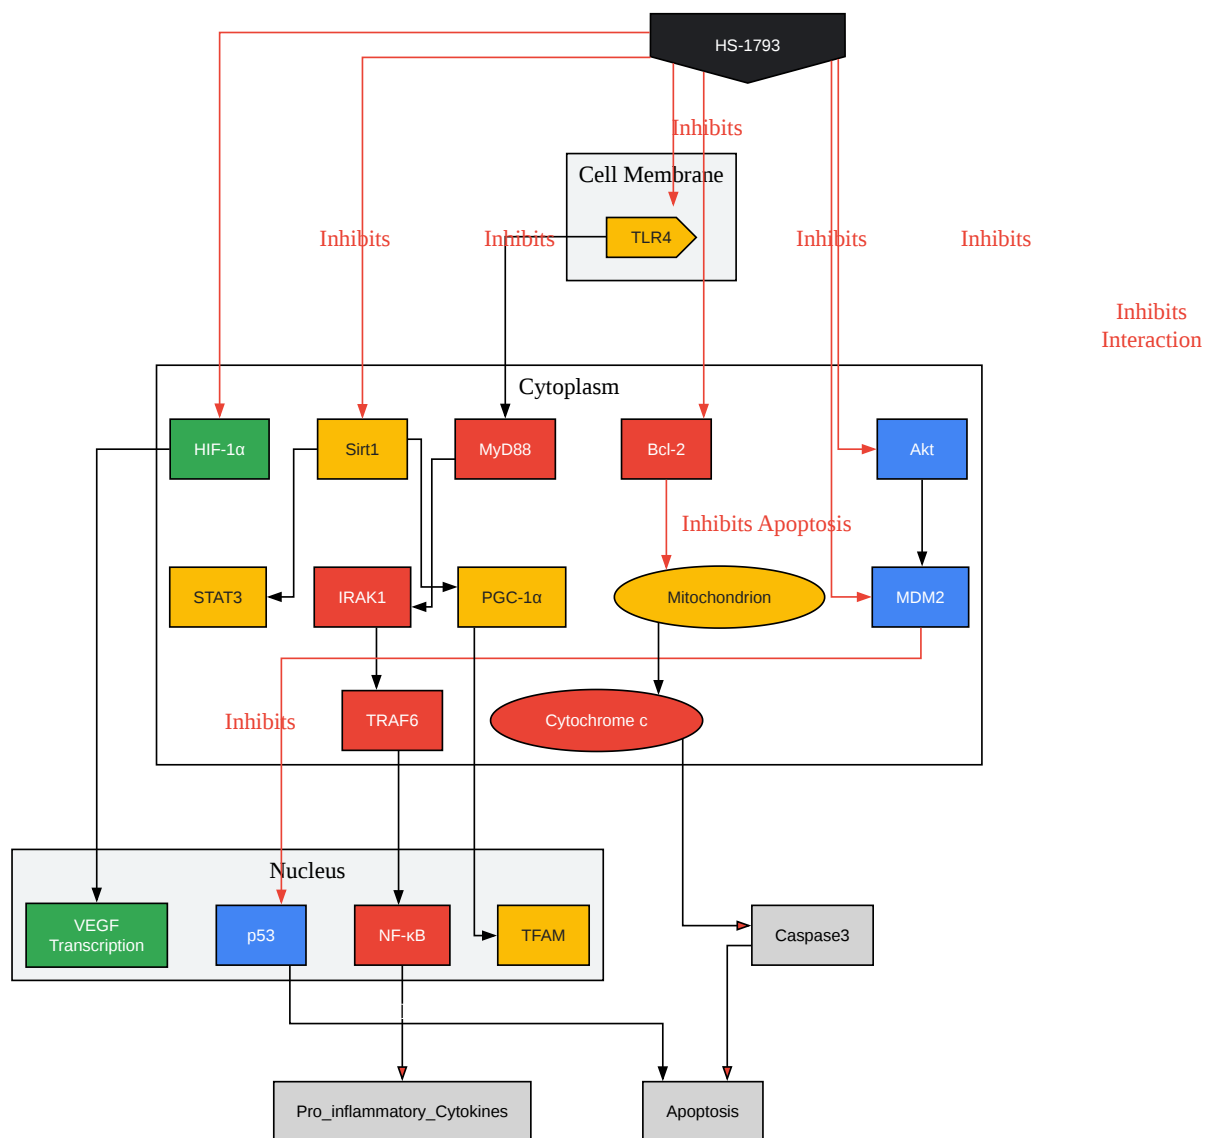 HS-1793
Inhibits
Cell Membrane
TLR4
Inhibits
Inhibits
Inhibits
Inhibits
Inhibits
Interaction
Cytoplasm
HIF-1α
Sirt1
MyD88
Bcl-2
Akt
Inhibits Apoptosis
STAT3
IRAK1
PGC-1α
Mitochondrion
MDM2
Inhibits
TRAF6
Cytochrome c
Nucleus
VEGF
Transcription
p53
NF-κB
TFAM
Caspase3
Pro_inflammatory_Cytokines
Apoptosis